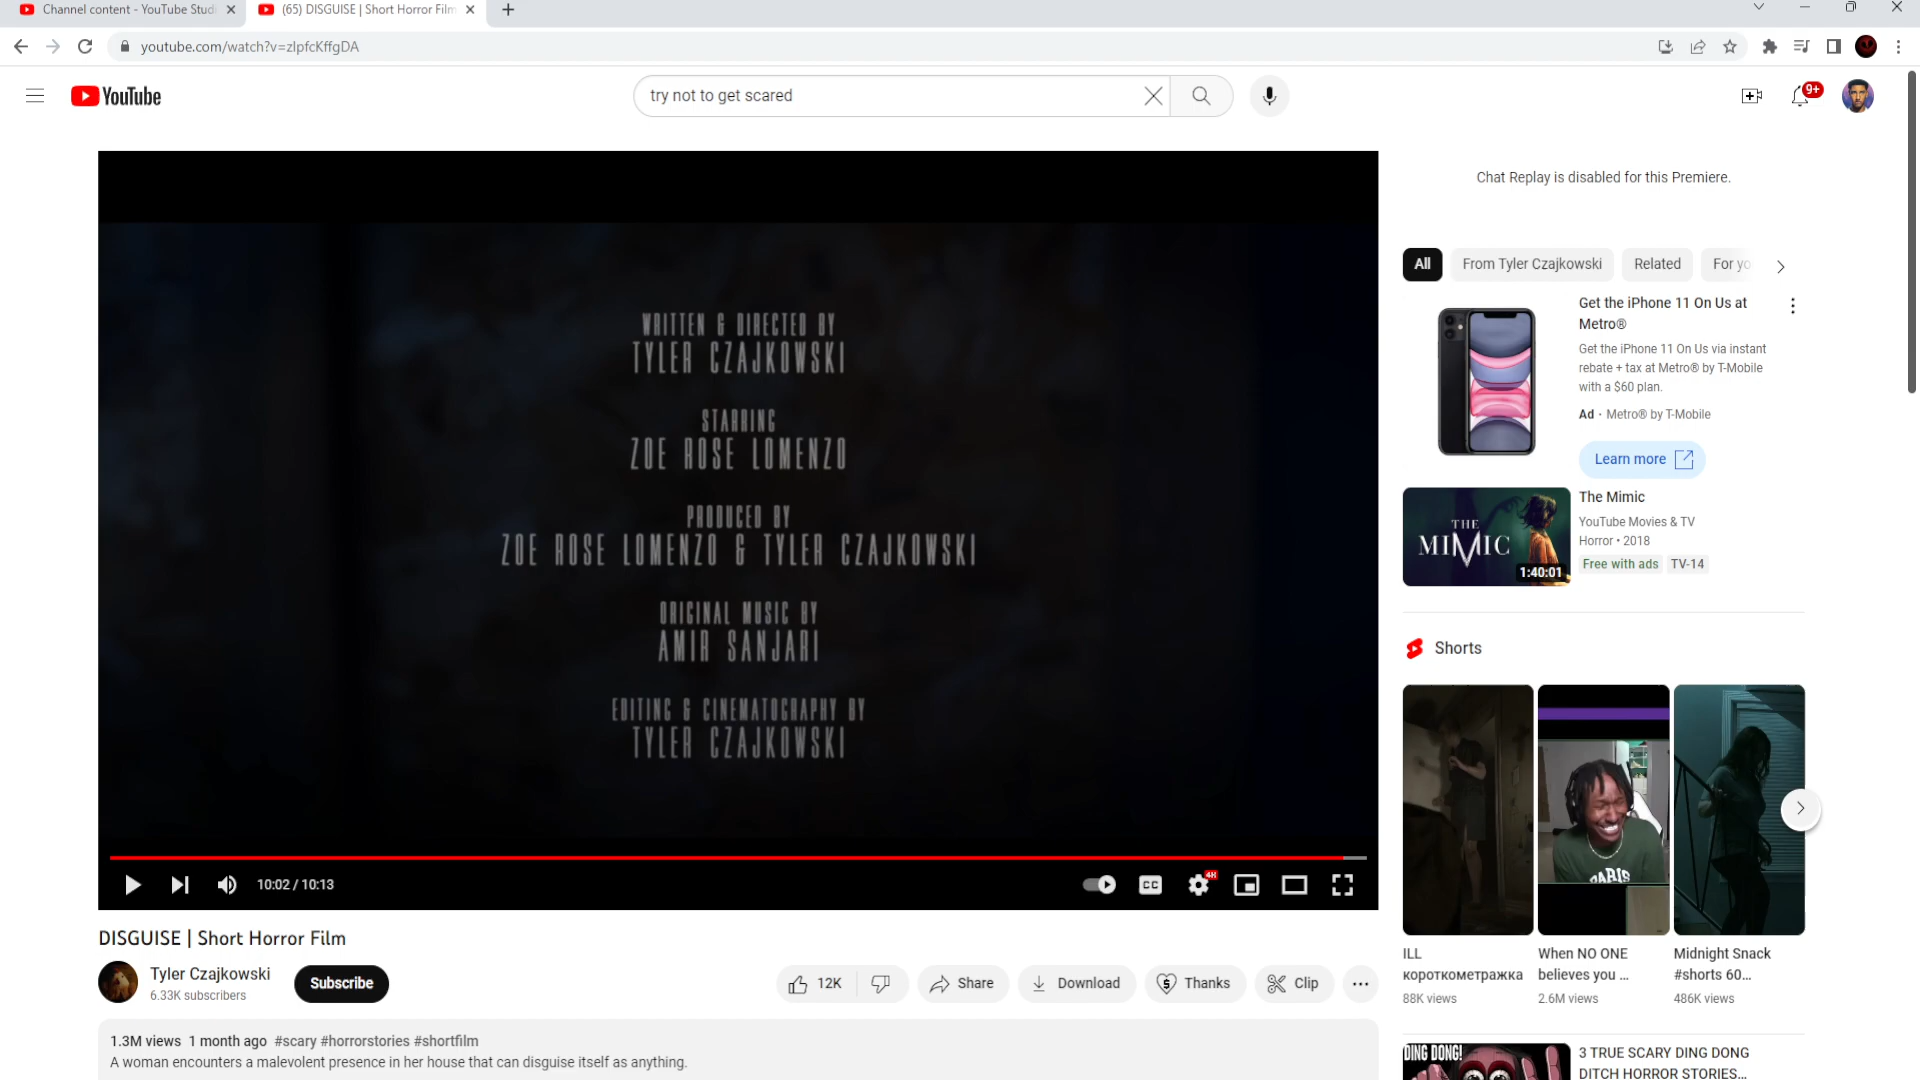 Channel content - YouTube Studi
(65) DISGUISE | Short Horror Film
youtube.com/watch?v=zlpfcKffgDA
YouTube
try not to get scared
9+
WRITTEN & DIRECTED BY
TYLER CZAJKOWSKI
STARRING
ZOE ROSE LOMENZO
PRODUCED BY
ZOE ROSE LOMENZO & TYLER CZAJKOWSKI
ORIGINAL MUSIC BY
AMIR SANJARI
EDITING & CINEMATOGRAPHY BY
TYLER CZAJKOWSKI
10:02 / 10:13
CC
4K
DISGUISE | Short Horror Film
Tyler Czajkowski
6.33K subscribers
Subscribe
12K
Share
Download
Thanks
Clip
1.3M views 1 month ago #scary #horrorstories #shortfilm
A woman encounters a malevolent presence in her house that can disguise itself as anything.
Chat Replay is disabled for this Premiere.
All
From Tyler Czajkowski
Related
For yo
Get the iPhone 11 On Us at
Metro®
Get the iPhone 11 On Us via instant
rebate + tax at Metro® by T-Mobile
with a $60 plan.
Ad · Metro® by T-Mobile
Learn more
THE
MIMIC
1:40:01
The Mimic
YouTube Movies & TV
Horror • 2018
Free with ads
TV-14
Shorts
PARIS
ILL
короткометражка
88K views
When NO ONE
believes you ...
2.6M views
Midnight Snack
#shorts 60...
486K views
DING DONG!
3 TRUE SCARY DING DONG
DITCH HORROR STORIES...